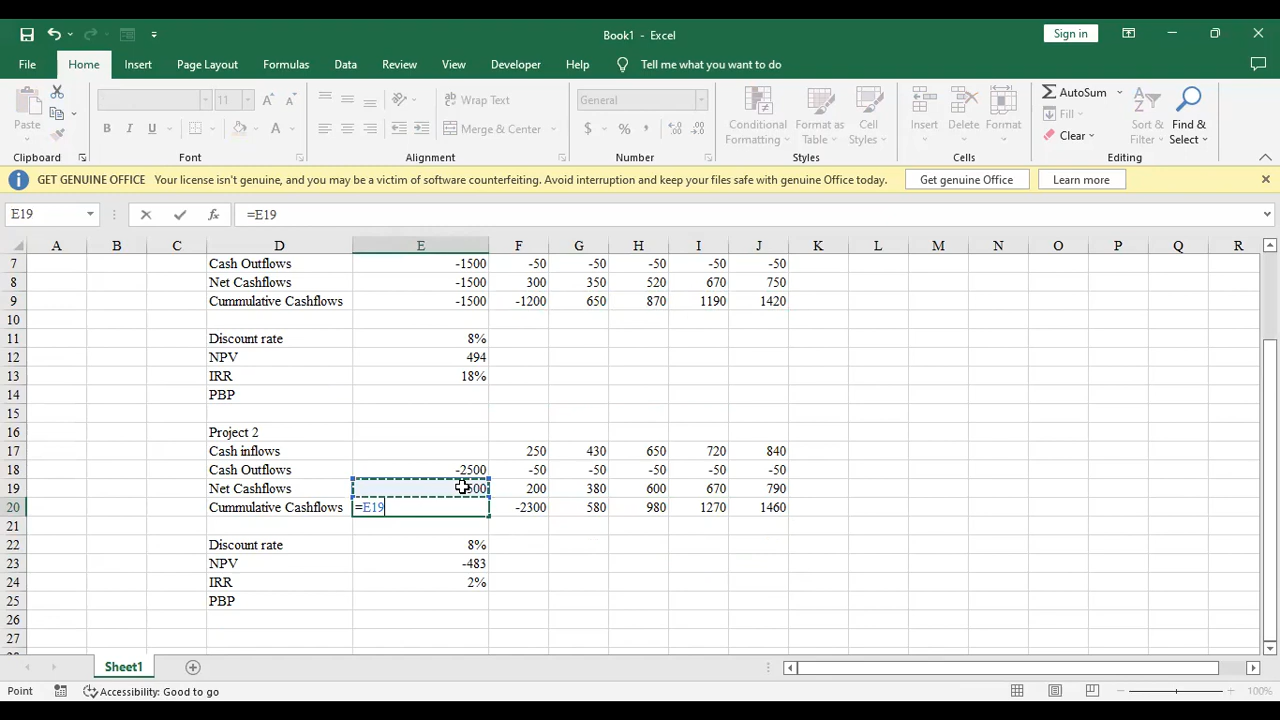 Book1 - Excel
Sign in
File Home Insert Page Layout Formulas Data Review View Developer Help Tell me what you want to do
Paste
Clipboard
11
B I U
Font
Wrap Text
Merge & Center
Alignment
General
Number
Conditional Formatting
Format as Table
Cell Styles
Styles
Insert
Delete
Format
Cells
AutoSum
Fill
Clear
Sort & Filter
Find & Select
Editing
GET GENUINE OFFICE Your license isn't genuine, and you may be a victim of software counterfeiting. Avoid interruption and keep your files safe with genuine Office today. Get genuine Office Learn more
E19 fx =E19
A B C D E F G H I J K L M N O P Q R
7 Cash Outflows -1500 -50 -50 -50 -50 -50
8 Net Cashflows -1500 300 350 520 670 750
9 Cummulative Cashflows -1500 -1200 650 870 1190 1420
10
11 Discount rate 8%
12 NPV 494
13 IRR 18%
14 PBP
15
16 Project 2
17 Cash inflows 250 430 650 720 840
18 Cash Outflows -2500 -50 -50 -50 -50 -50
19 Net Cashflows 500 200 380 600 670 790
20 Cummulative Cashflows =E19 -2300 580 980 1270 1460
21
22 Discount rate 8%
23 NPV -483
24 IRR 2%
25 PBP
26
27
Sheet1
Point Accessibility: Good to go 100%